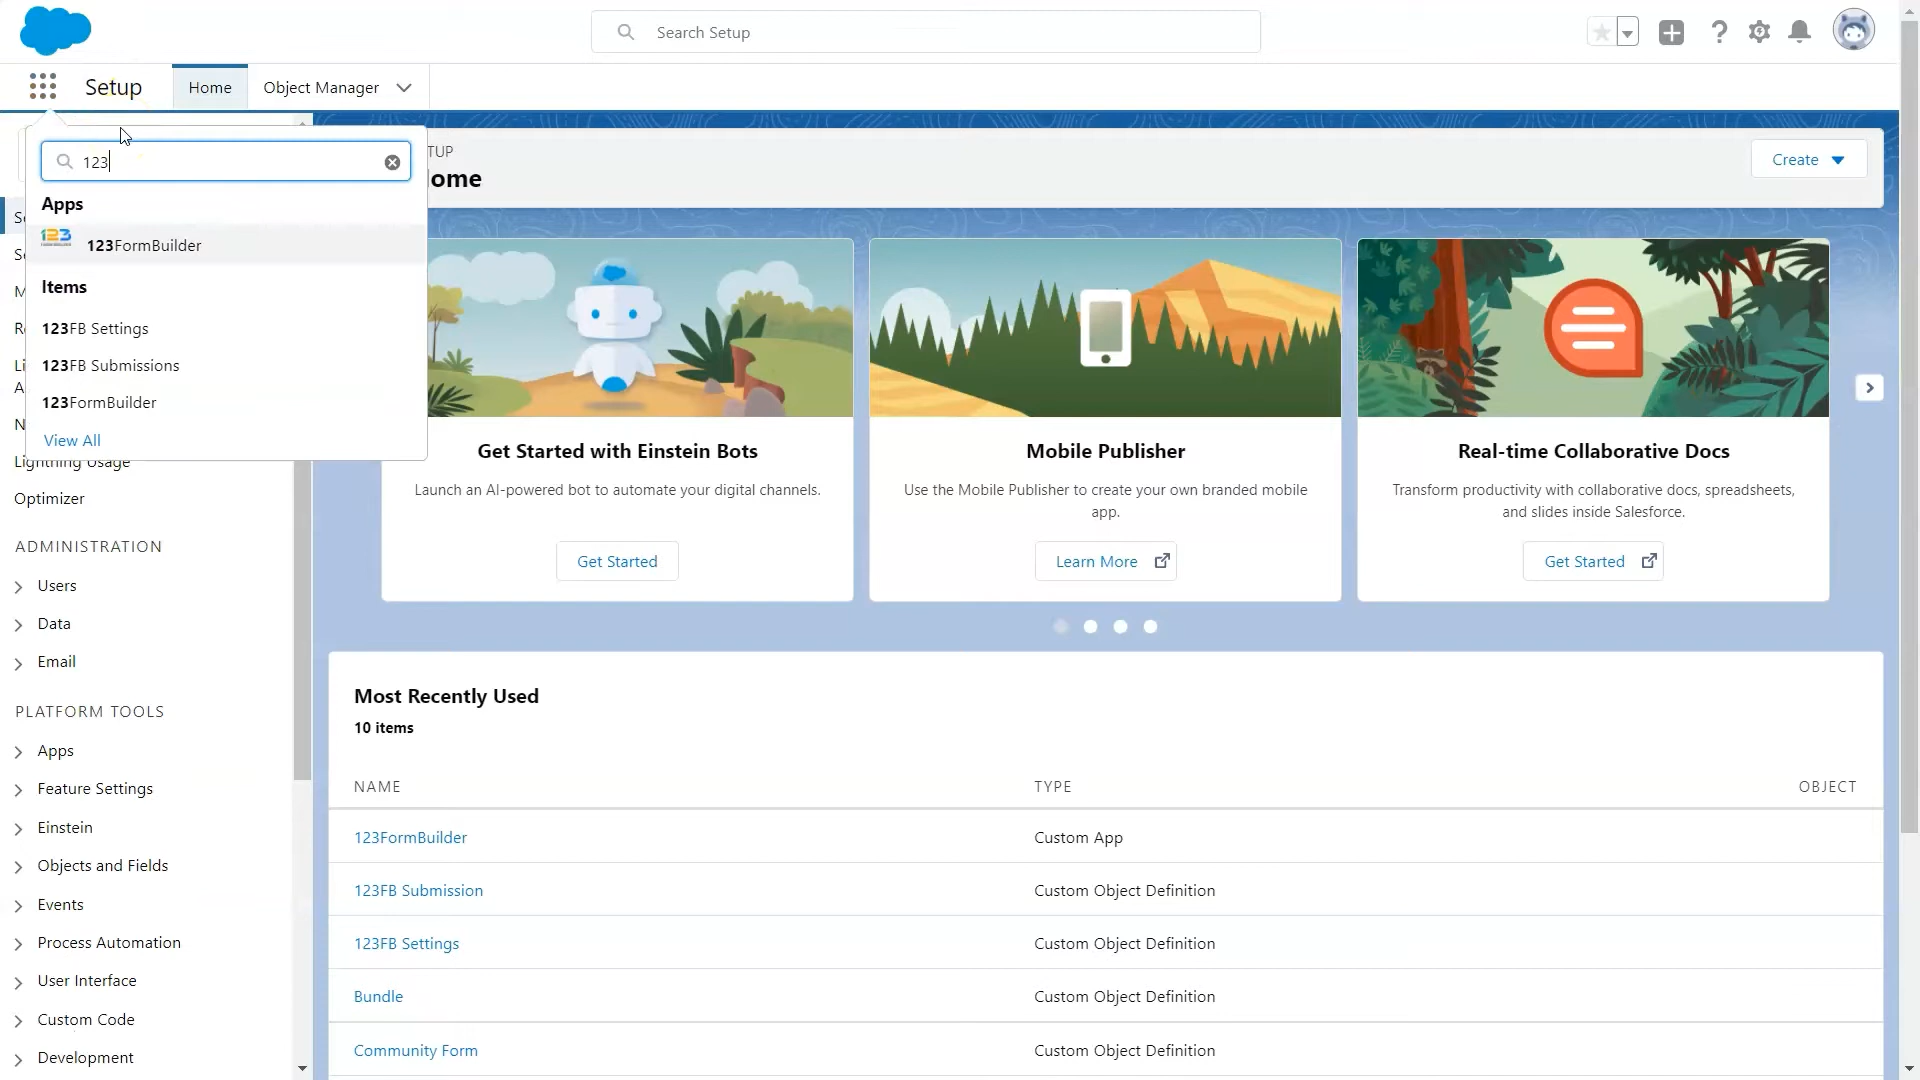 Search Setup
Setup
Home
Object Manager
123
TUP
ome
Create
Apps
123 123FormBuilder
Items
123FB Settings
123FB Submissions
123FormBuilder
View All
Lightning Usage
Optimizer
ADMINISTRATION
Users
Data
Email
PLATFORM TOOLS
Apps
Feature Settings
Einstein
Objects and Fields
Events
Process Automation
User Interface
Custom Code
Development
Get Started with Einstein Bots
Launch an AI-powered bot to automate your digital channels.
Get Started
Mobile Publisher
Use the Mobile Publisher to create your own branded mobile
app.
Learn More
Real-time Collaborative Docs
Transform productivity with collaborative docs, spreadsheets,
and slides inside Salesforce.
Get Started
Most Recently Used
10 items
NAME TYPE OBJECT
123FormBuilder Custom App
123FB Submission Custom Object Definition
123FB Settings Custom Object Definition
Bundle Custom Object Definition
Community Form Custom Object Definition